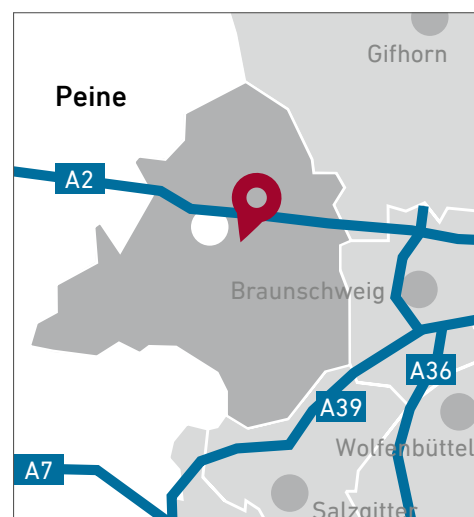 Gifhorn
Peine
A2
Braunschweig
A36
A39
Wolfenbüttel
A7
Salzgitter